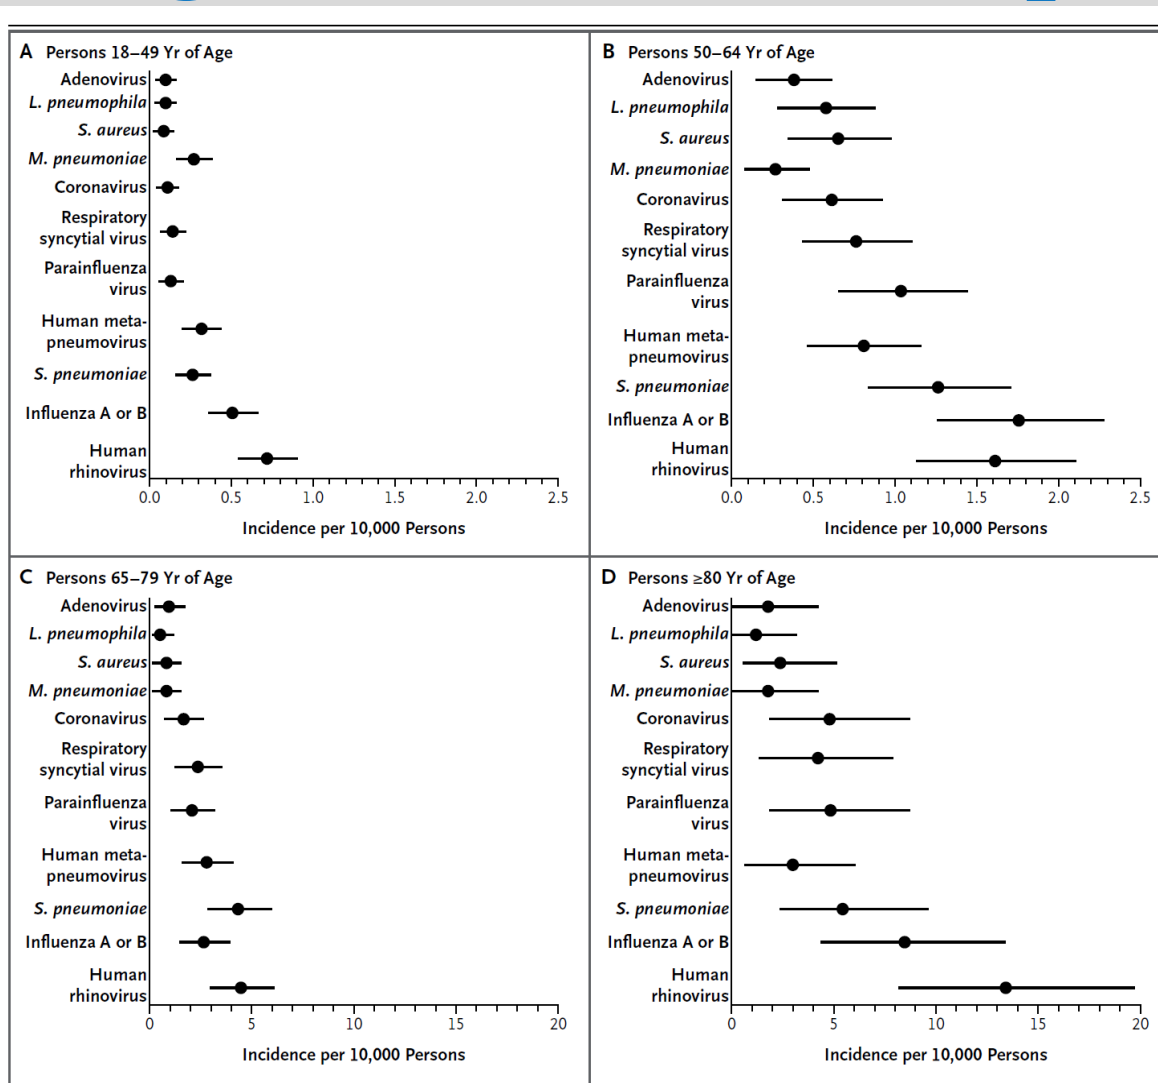 A Persons 18–49 Yr of Age
Adenovirus
L. pneumophila
S. aureus
M. pneumoniae
Coronavirus
Respiratory
syncytial virus
Parainfluenza
virus
Human meta-
pneumovirus
S. pneumoniae
Influenza A or B
Human
rhinovirus
0.0 0.5 1.0 1.5 2.0 2.5
Incidence per 10,000 Persons
B Persons 50–64 Yr of Age
Adenovirus
L. pneumophila
S. aureus
M. pneumoniae
Coronavirus
Respiratory
syncytial virus
Parainfluenza
virus
Human meta-
pneumovirus
S. pneumoniae
Influenza A or B
Human
rhinovirus
0.0 0.5 1.0 1.5 2.0 2.5
Incidence per 10,000 Persons
C Persons 65–79 Yr of Age
Adenovirus
L. pneumophila
S. aureus
M. pneumoniae
Coronavirus
Respiratory
syncytial virus
Parainfluenza
virus
Human meta-
pneumovirus
S. pneumoniae
Influenza A or B
Human
rhinovirus
0 5 10 15 20
Incidence per 10,000 Persons
D Persons ≥80 Yr of Age
Adenovirus
L. pneumophila
S. aureus
M. pneumoniae
Coronavirus
Respiratory
syncytial virus
Parainfluenza
virus
Human meta-
pneumovirus
S. pneumoniae
Influenza A or B
Human
rhinovirus
0 5 10 15 20
Incidence per 10,000 Persons